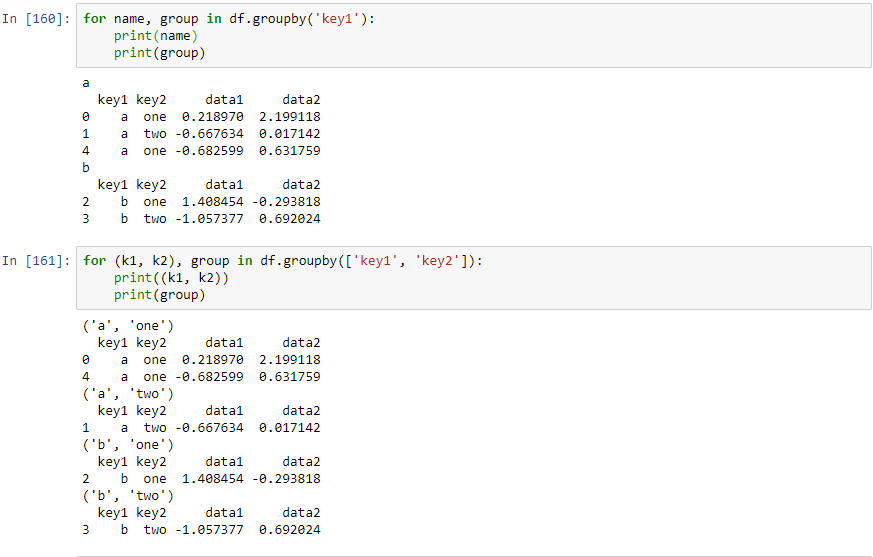 In [160]: for name, group in df.groupby('key1'):
    print(name)
    print(group)
a
  key1 key2     data1     data2
0    a  one  0.218970  2.199118
1    a  two -0.667634  0.017142
4    a  one -0.682599  0.631759
b
  key1 key2     data1     data2
2    b  one  1.408454 -0.293818
3    b  two -1.057377  0.692024
In [161]: for (k1, k2), group in df.groupby(['key1', 'key2']):
    print((k1, k2))
    print(group)
('a', 'one')
  key1 key2     data1     data2
0    a  one  0.218970  2.199118
4    a  one -0.682599  0.631759
('a', 'two')
  key1 key2     data1     data2
1    a  two -0.667634  0.017142
('b', 'one')
  key1 key2     data1     data2
2    b  one  1.408454 -0.293818
('b', 'two')
  key1 key2     data1     data2
3    b  two -1.057377  0.692024